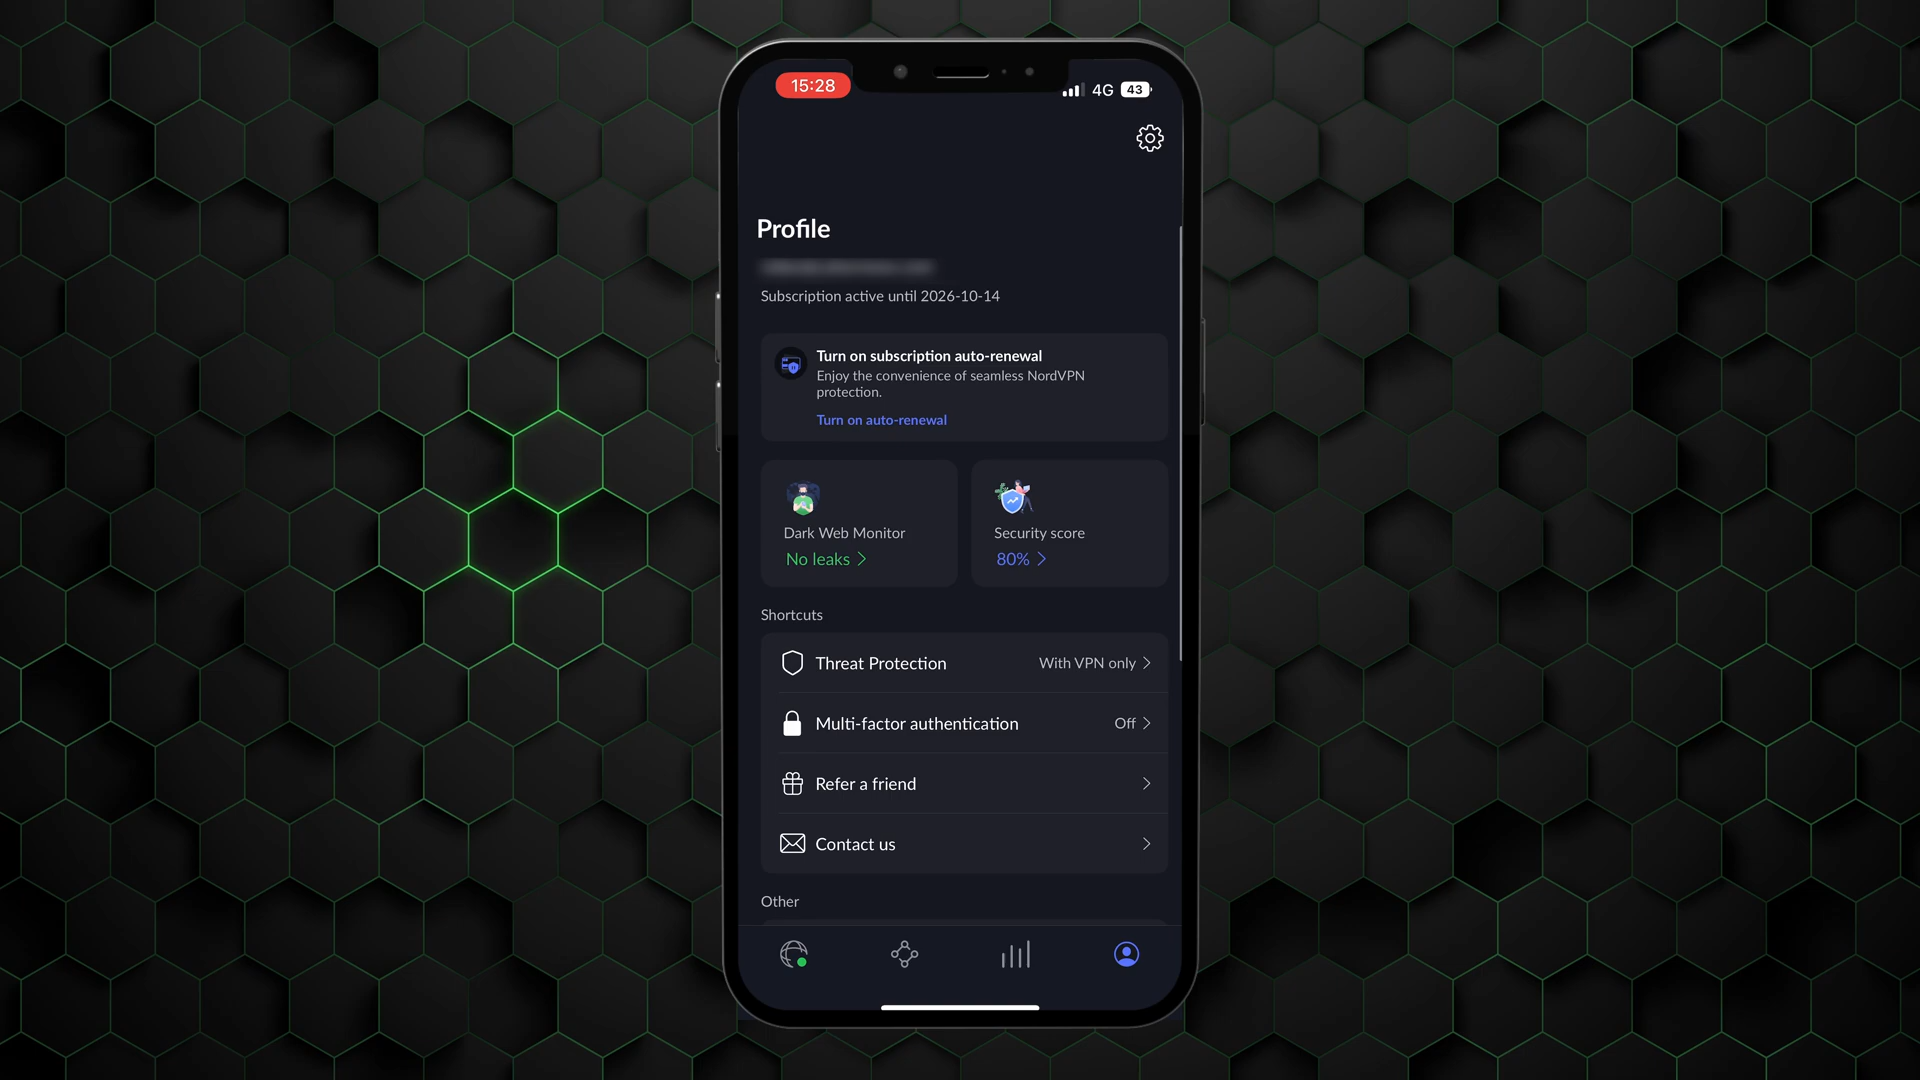 15:28
4G 43
Profile
Subscription active until 2026-10-14
Turn on subscription auto-renewal
Enjoy the convenience of seamless NordVPN
protection.
Turn on auto-renewal
Dark Web Monitor
No leaks
Security score
80%
Shortcuts
Threat Protection With VPN only
Multi-factor authentication Off
Refer a friend
Contact us
Other